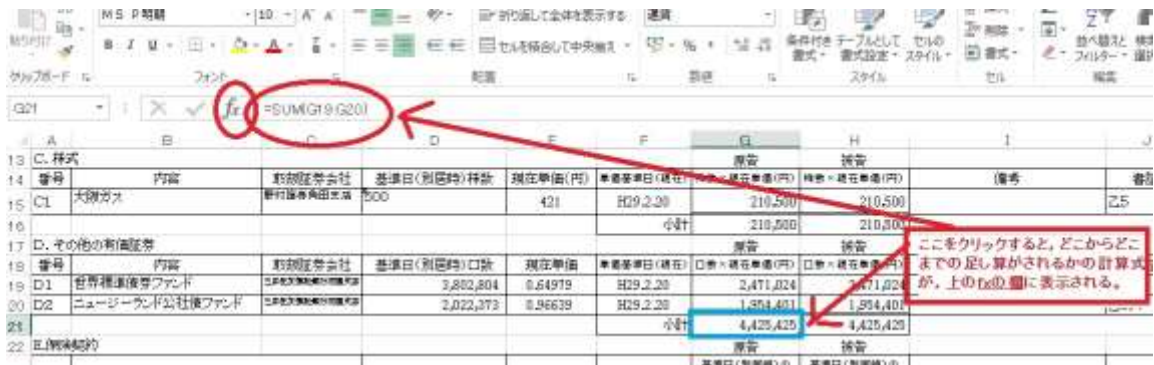 ＭＳ Ｐ明朝 10 折り返して全体を表示する 通貨
B I U セルを結合して中央揃え % 条件付き書式 テーブルとして書式設定 セルのスタイル 削除 書式 並べ替えとフィルター
クリップボード フォント 配置 数値 スタイル セル 編集
G21 fx =SUM(G19:G20)
A B C D E F G H I J
13 C. 株式 原告 被告
14 番号 内容 取扱証券会社 基準日(別居時)株数 現在単価(円) 単価基準日(現在) 株数×現在単価(円) 株数×現在単価(円) 備考
15 C1 大阪ガス 500 421 H29.2.20 210,500 210,500 乙5
16 小計 210,500 210,500
17 D. その他の有価証券 原告 被告
18 番号 内容 取扱証券会社 基準日(別居時)口数 現在単価 単価基準日(現在) 口数×現在単価(円) 口数×現在単価(円)
19 D1 世界標準債券ファンド 3,802,804 0.64979 H29.2.20 2,471,034 2,471,034
20 D2 ニュージーランド公社債ファンド 2,022,373 0.96639 H29.2.20 1,954,401 1,954,401
21 小計 4,425,425 4,425,425
22 E.保険契約 原告 被告
ここをクリックすると，どこからどこ
までの足し算がされるかの計算式
が，上のfxの欄に表示される。